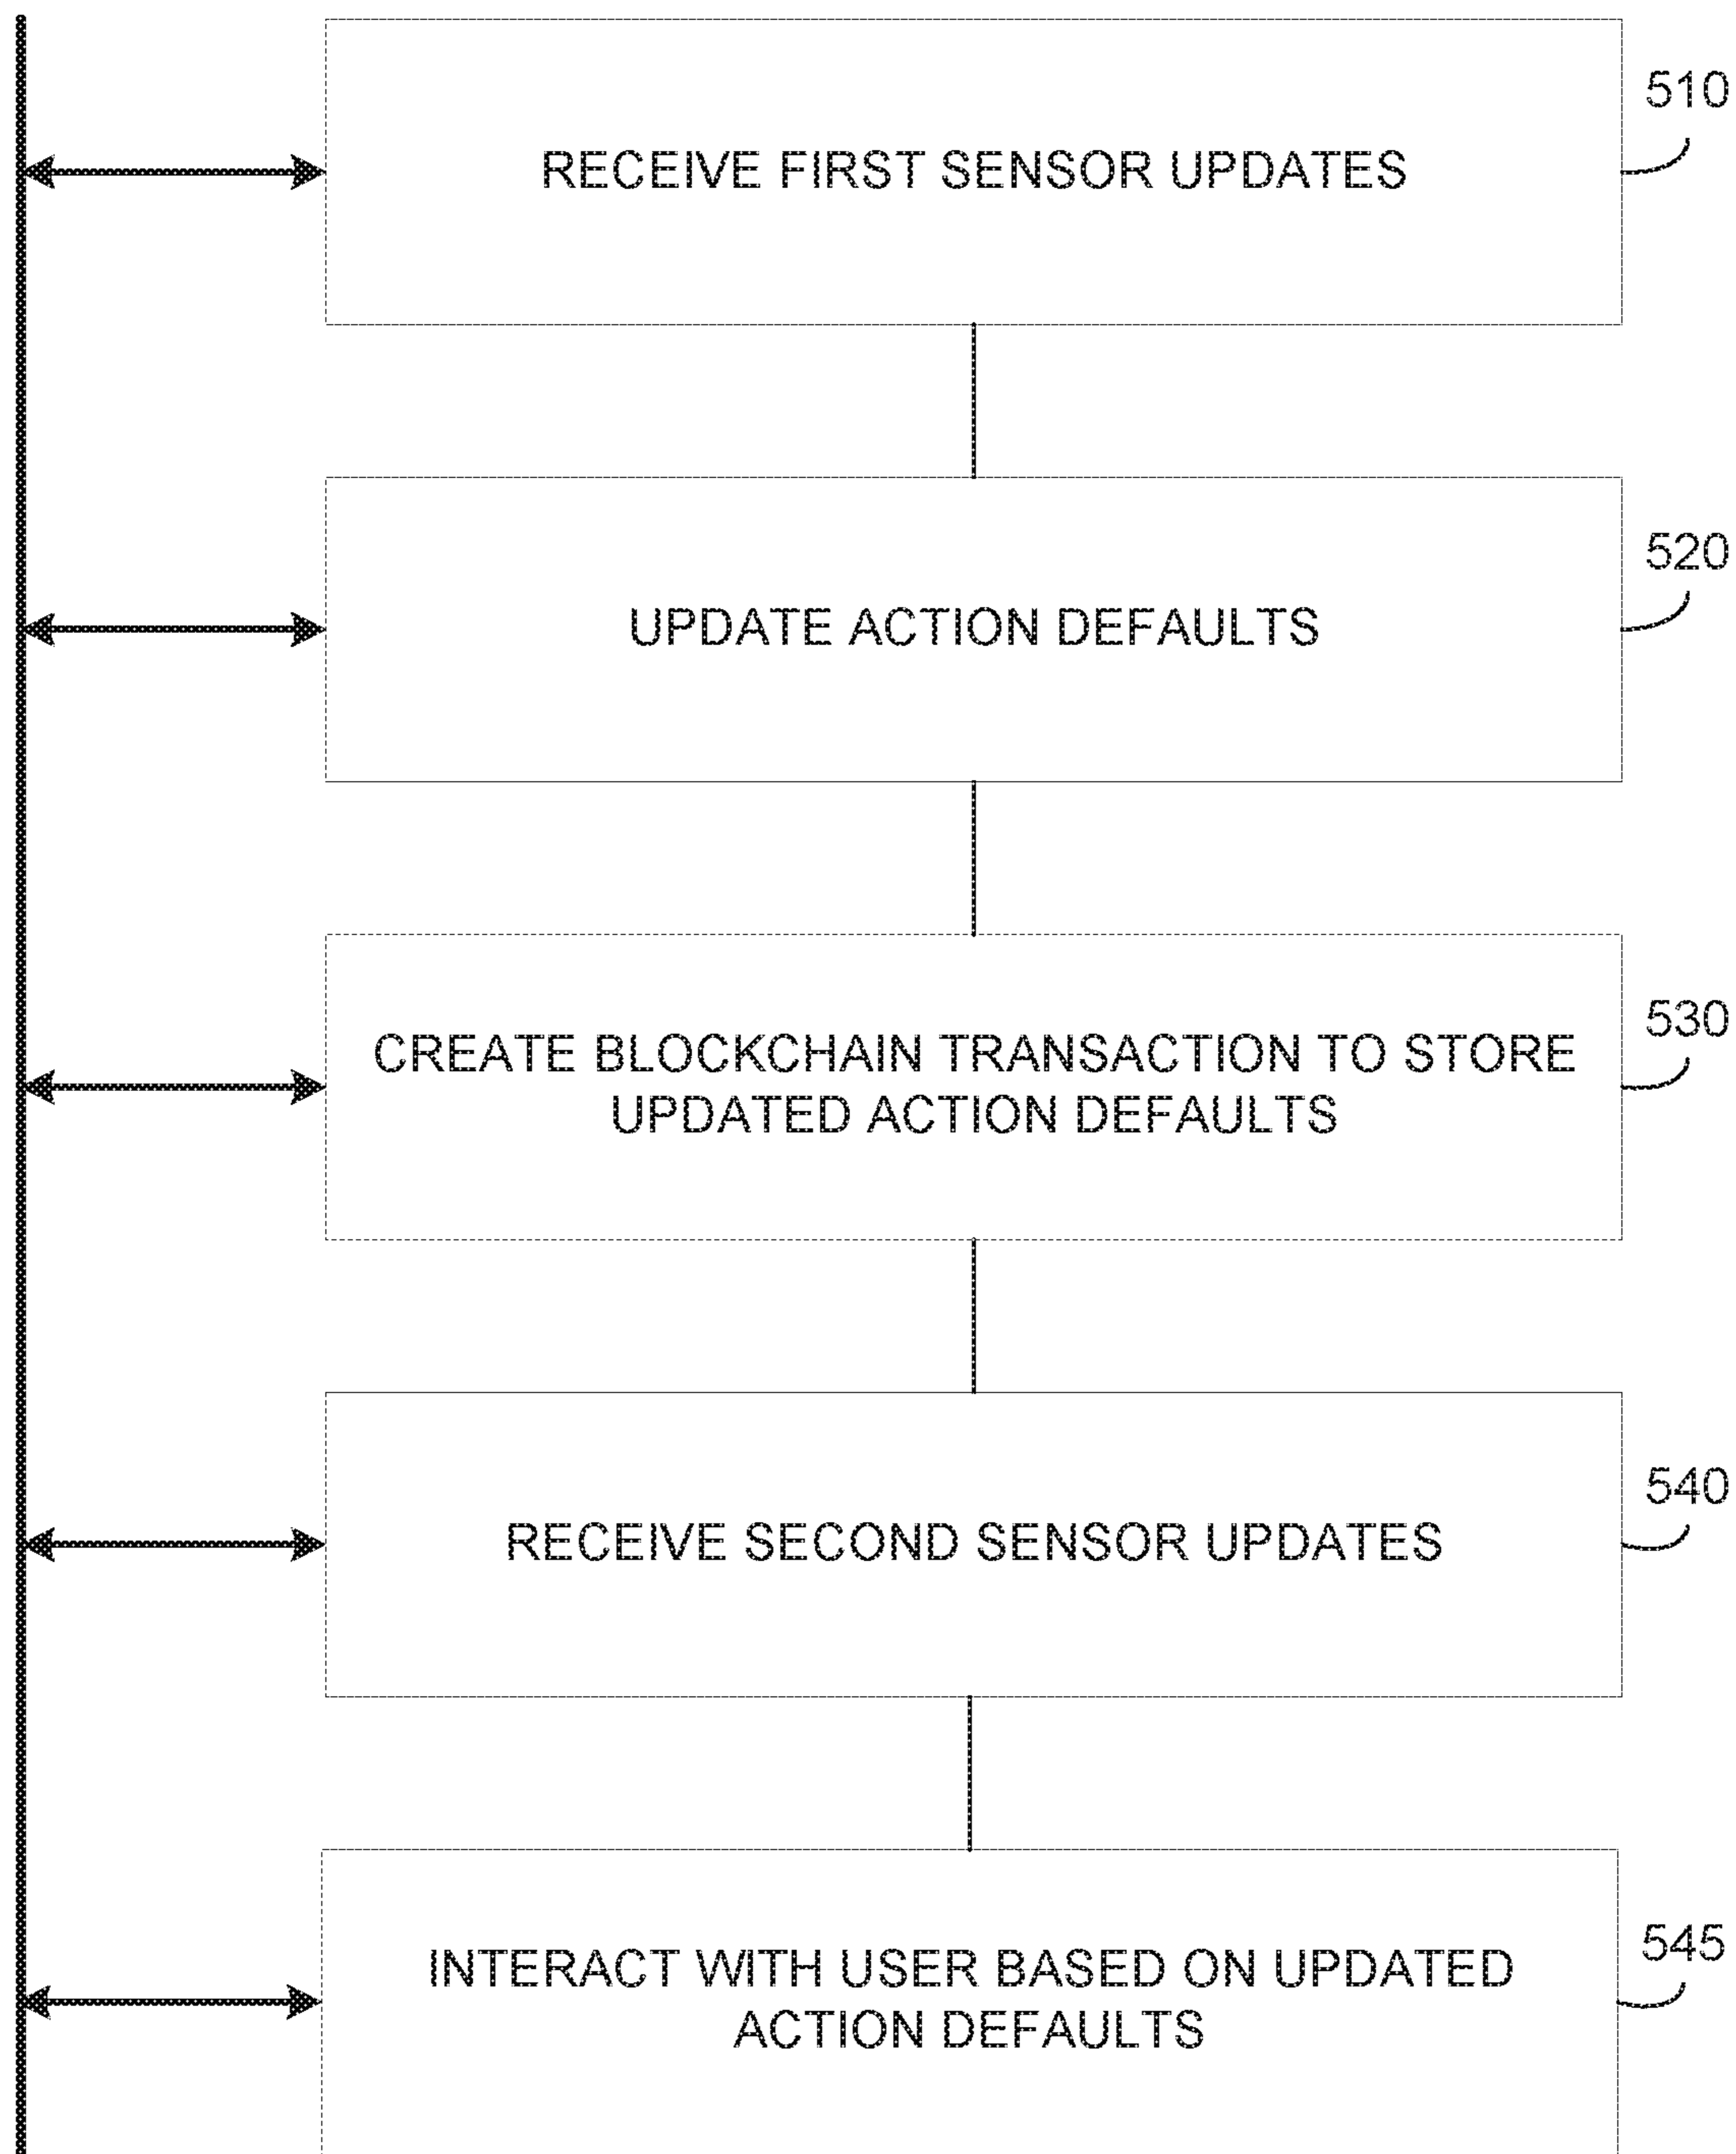 510
RECEIVE FIRST SENSOR UPDATES
520
UPDATE ACTION DEFAULTS
530
CREATE BLOCKCHAIN TRANSACTION TO STORE
UPDATED ACTION DEFAULTS
540
RECEIVE SECOND SENSOR UPDATES
545
INTERACT WITH USER BASED ON UPDATED
ACTION DEFAULTS